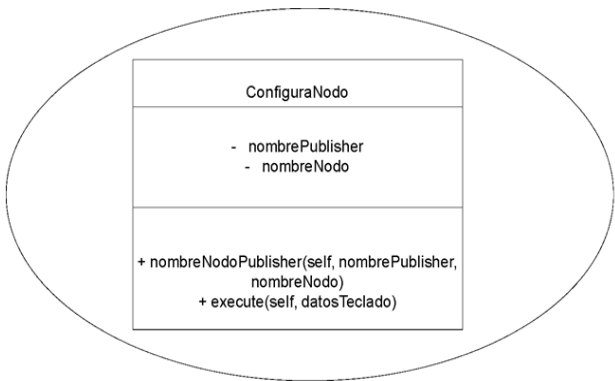 ConfiguraNodo
- nombrePublisher
- nombreNodo
+ nombreNodoPublisher(self, nombrePublisher,
nombreNodo)
+ execute(self, datosTeclado)